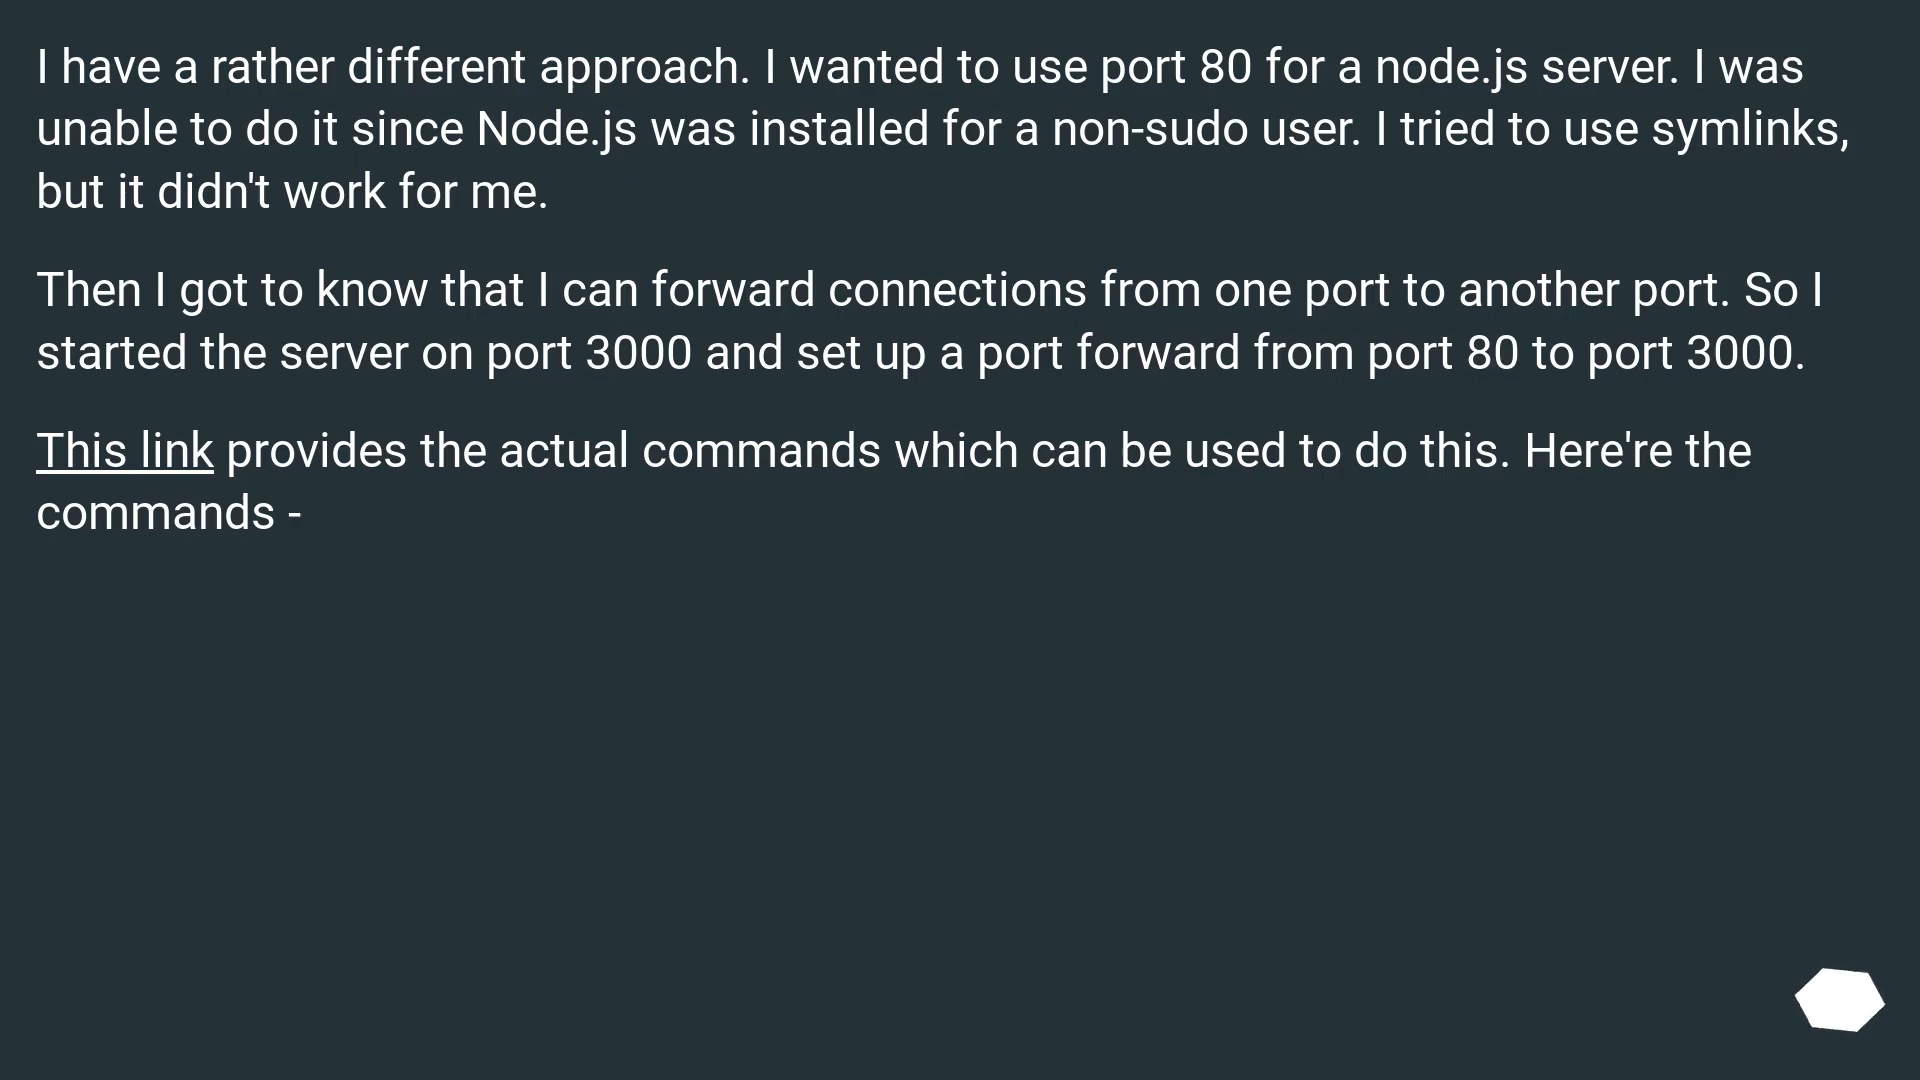 I have a rather different approach. I wanted to use port 80 for a node.js server. I was
unable to do it since Node.js was installed for a non-sudo user. I tried to use symlinks,
but it didn't work for me.
Then I got to know that I can forward connections from one port to another port. So I
started the server on port 3000 and set up a port forward from port 80 to port 3000.
This link provides the actual commands which can be used to do this. Here're the
commands -